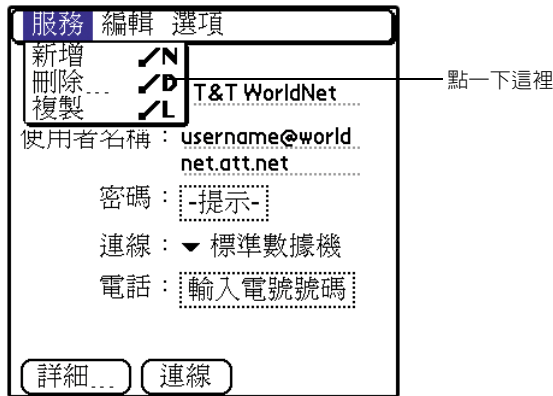 服務 編輯 選項
新增 ⁄N
刪除... ⁄D
複製 ⁄L
點一下這裡
T&T WorldNet
使用者名稱： username@world
net.att.net
密碼： -提示-
連線： 標準數據機
電話： 輸入電號號碼
詳細... 連線